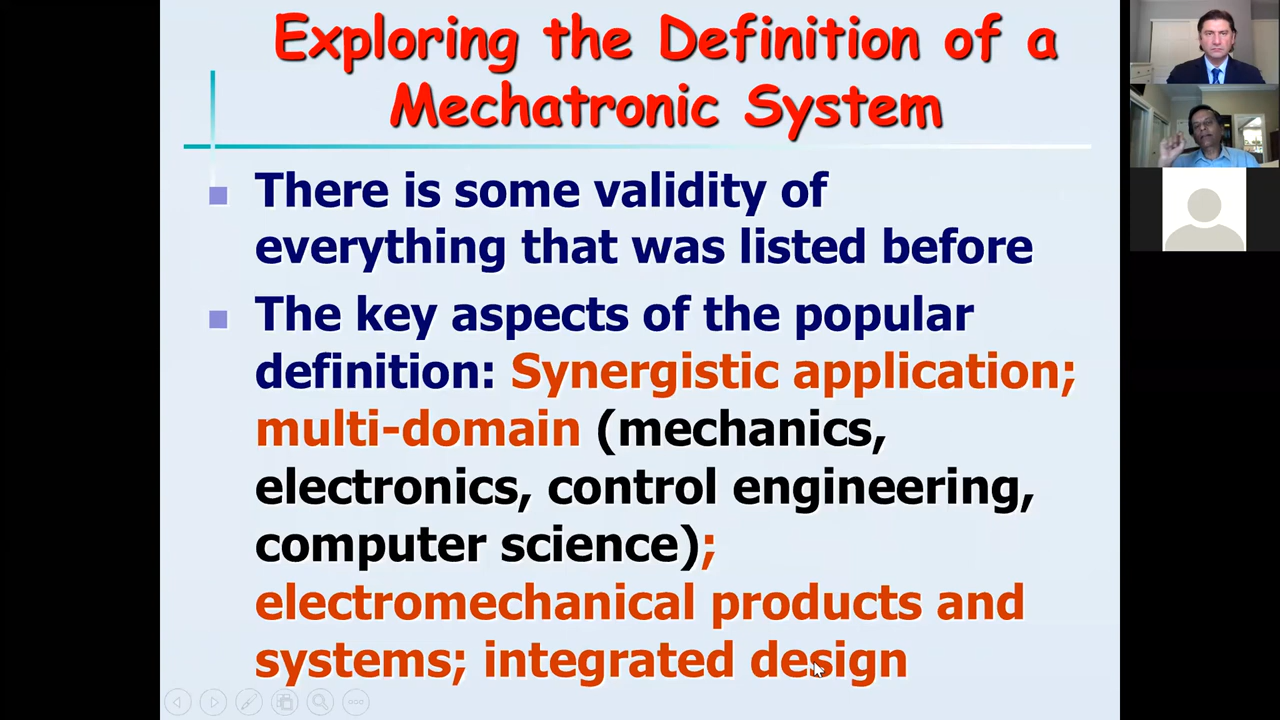 Exploring the Definition of a
Mechatronic System
There is some validity of
everything that was listed before
The key aspects of the popular
definition: Synergistic application;
multi-domain (mechanics,
electronics, control engineering,
computer science);
electromechanical products and
systems; integrated design